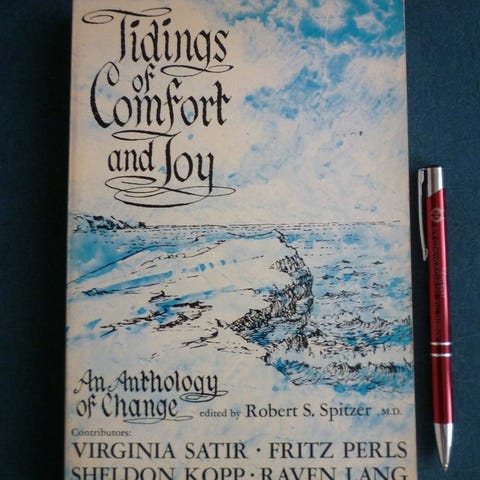 Tidings
of
Comfort
and Joy
An Anthology
of Change edited by Robert S. Spitzer, M.D.
Contributors:
VIRGINIA SATIR · FRITZ PERLS
SHELDON KOPP · RAVEN LANG